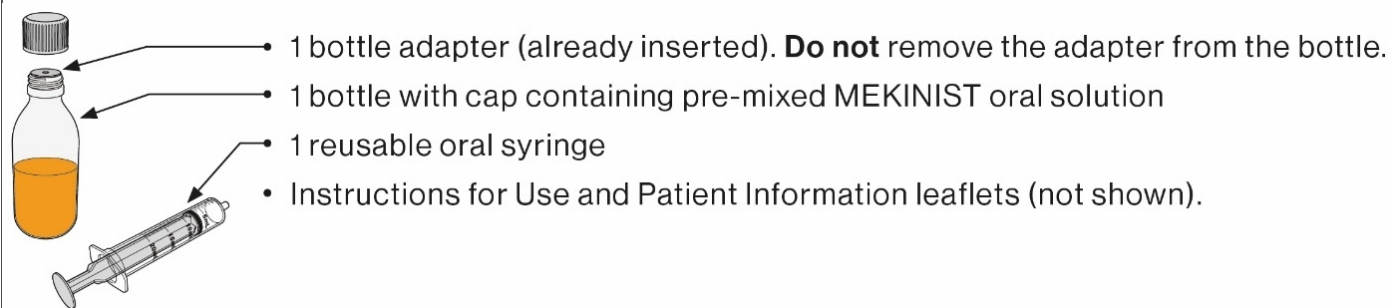 • 1 bottle adapter (already inserted). Do not remove the adapter from the bottle.
• 1 bottle with cap containing pre-mixed MEKINIST oral solution
• 1 reusable oral syringe
• Instructions for Use and Patient Information leaflets (not shown).